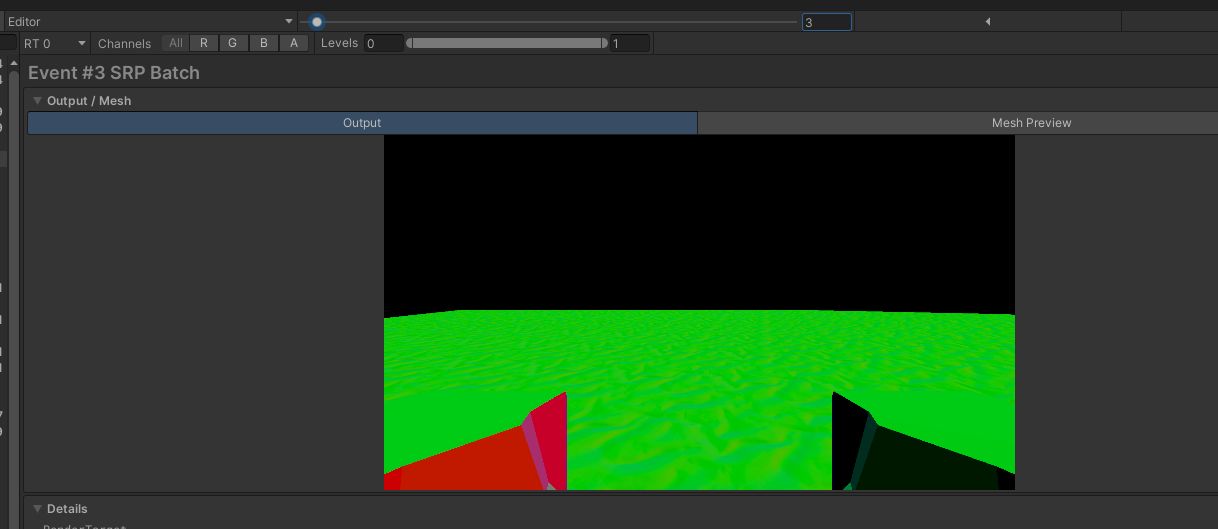 Editor 3
RT 0 Channels All R G B A Levels 0 1
Event #3 SRP Batch
Output / Mesh
Output Mesh Preview
Details
RenderTarget